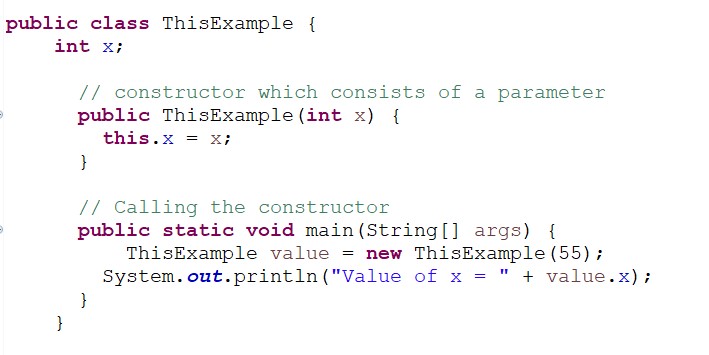 public class ThisExample {
int x;
// constructor which consists of a parameter
public ThisExample(int x) {
this.x = x;
}
// Calling the constructor
public static void main(String[] args) {
ThisExample value = new ThisExample(55);
System.out.println("Value of x = " + value.x);
}
}